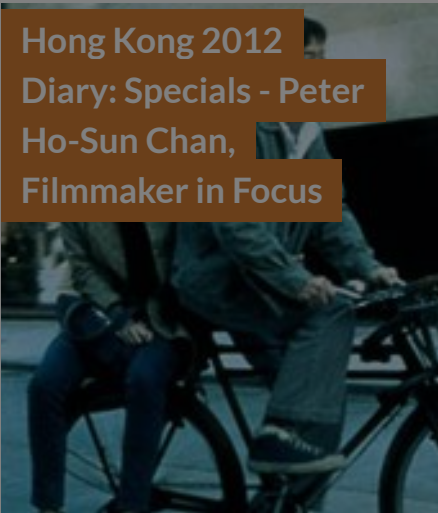 Hong Kong 2012
Diary: Specials - Peter
Ho-Sun Chan,
Filmmaker in Focus